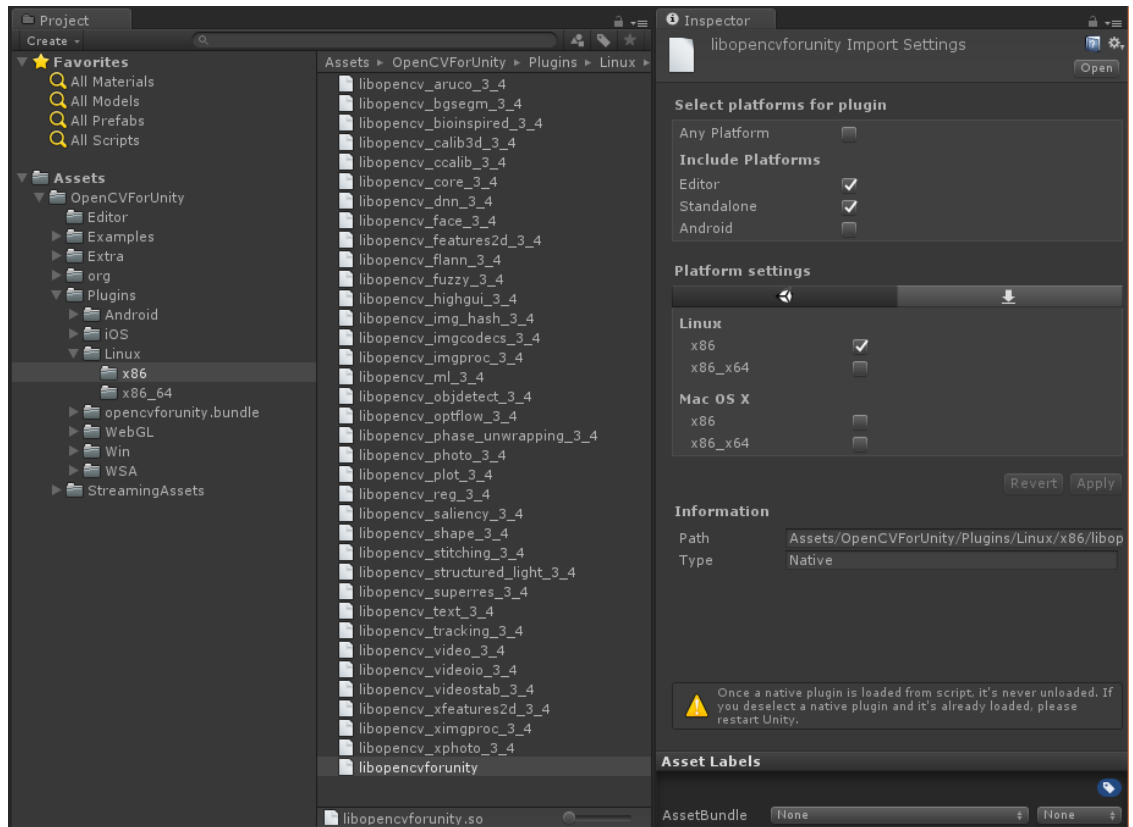 Project
Create
Favorites
All Materials
All Models
All Prefabs
All Scripts
Assets
OpenCVForUnity
Editor
Examples
Extra
org
Plugins
Android
iOS
Linux
x86
x86_64
opencvforunity.bundle
WebGL
Win
WSA
StreamingAssets
Assets OpenCVForUnity Plugins Linux
libopencv_aruco_3_4
libopencv_bgsegm_3_4
libopencv_bioinspired_3_4
libopencv_calib3d_3_4
libopencv_ccalib_3_4
libopencv_core_3_4
libopencv_dnn_3_4
libopencv_face_3_4
libopencv_features2d_3_4
libopencv_flann_3_4
libopencv_fuzzy_3_4
libopencv_highgui_3_4
libopencv_img_hash_3_4
libopencv_imgcodecs_3_4
libopencv_imgproc_3_4
libopencv_ml_3_4
libopencv_objdetect_3_4
libopencv_optflow_3_4
libopencv_phase_unwrapping_3_4
libopencv_photo_3_4
libopencv_plot_3_4
libopencv_reg_3_4
libopencv_saliency_3_4
libopencv_shape_3_4
libopencv_stitching_3_4
libopencv_structured_light_3_4
libopencv_superres_3_4
libopencv_text_3_4
libopencv_tracking_3_4
libopencv_video_3_4
libopencv_videoio_3_4
libopencv_videostab_3_4
libopencv_xfeatures2d_3_4
libopencv_ximgproc_3_4
libopencv_xphoto_3_4
libopencvforunity
libopencvforunity.so
Inspector
libopencvforunity Import Settings
Open
Select platforms for plugin
Any Platform
Include Platforms
Editor
Standalone
Android
Platform settings
Linux
x86
x86_x64
Mac OS X
x86
x86_x64
Revert Apply
Information
Path Assets/OpenCVForUnity/Plugins/Linux/x86/libop
Type Native
Once a native plugin is loaded from script, it's never unloaded. If
you deselect a native plugin and it's already loaded, please
restart Unity.
Asset Labels
AssetBundle None None